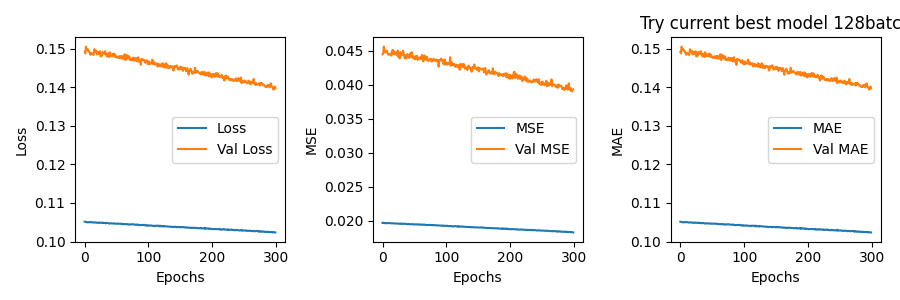 Try current best model 128batc
0.15
0.14
0.13
0.12
0.11
0.10
Loss
Loss
Val Loss
0
100
200
300
Epochs
0.045
0.040
0.035
0.030
0.025
0.020
MSE
MSE
Val MSE
0
100
200
300
Epochs
0.15
0.14
0.13
0.12
0.11
0.10
MAE
MAE
Val MAE
0
100
200
300
Epochs